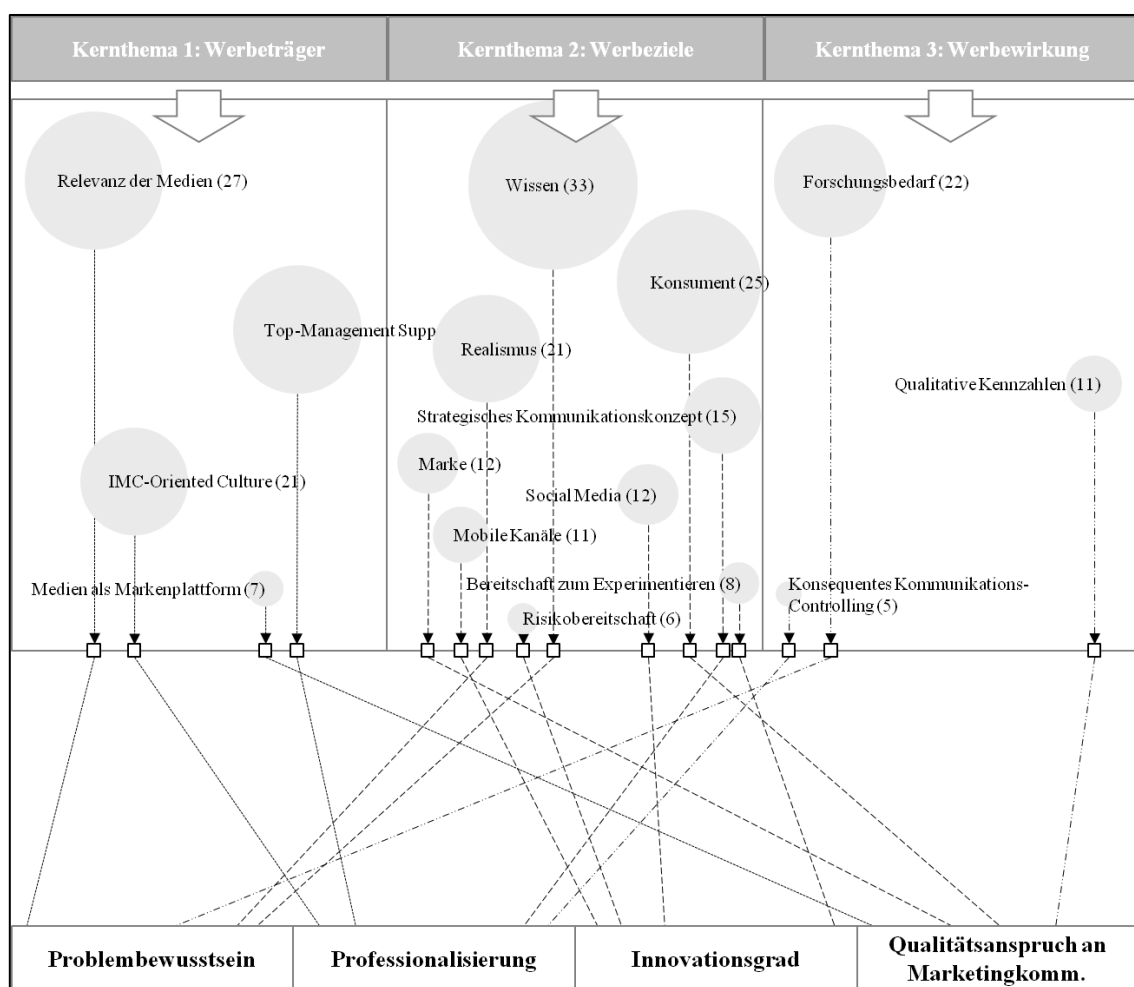 Kernthema 1: Werbeträger
Kernthema 2: Werbeziele
Kernthema 3: Werbewirkung
Relevanz der Medien (27)
Top-Management Supp
IMC-Oriented Culture (21)
Medien als Markenplattform (7)
Wissen (33)
Konsument (25)
Realismus (21)
Strategisches Kommunikationskonzept (15)
Marke (12)
Social Media (12)
Mobile Kanäle (11)
Bereitschaft zum Experimentieren (8)
Risikobereitschaft (6)
Forschungsbedarf (22)
Qualitative Kennzahlen (11)
Konsequentes Kommunikations-
Controlling (5)
Problembewusstsein
Professionalisierung
Innovationsgrad
Qualitätsanspruch an
Marketingkomm.